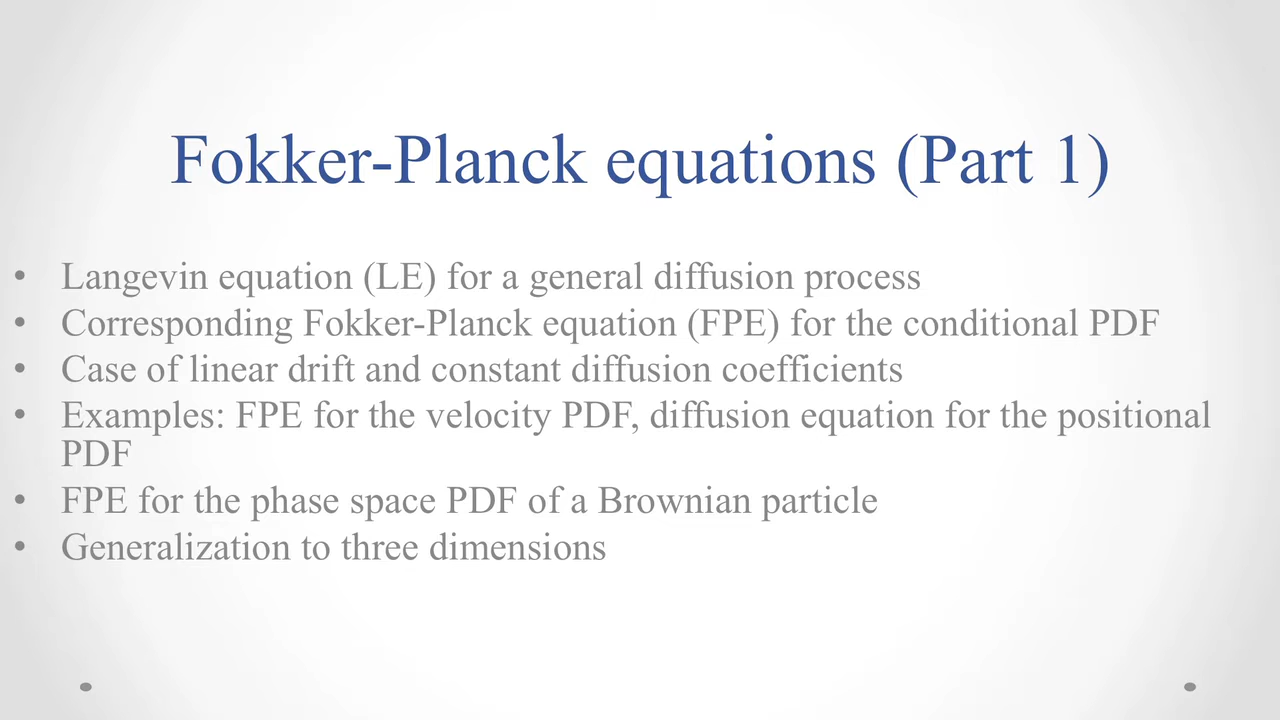 Fokker-Planck equations (Part 1)
• Langevin equation (LE) for a general diffusion process
• Corresponding Fokker-Planck equation (FPE) for the conditional PDF
• Case of linear drift and constant diffusion coefficients
• Examples: FPE for the velocity PDF, diffusion equation for the positional
PDF
• FPE for the phase space PDF of a Brownian particle
• Generalization to three dimensions